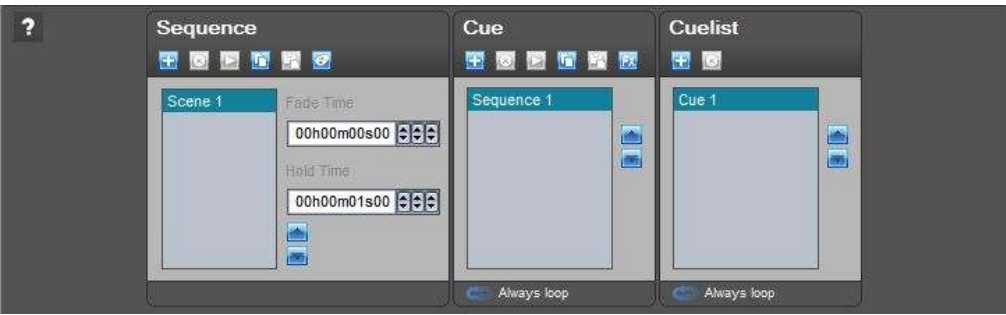 ?
Sequence
Cue
Cuelist
FX
Scene 1
Fade Time
00h00m00s00
Hold Time
00h00m01s00
Sequence 1
Cue 1
Always loop
Always loop